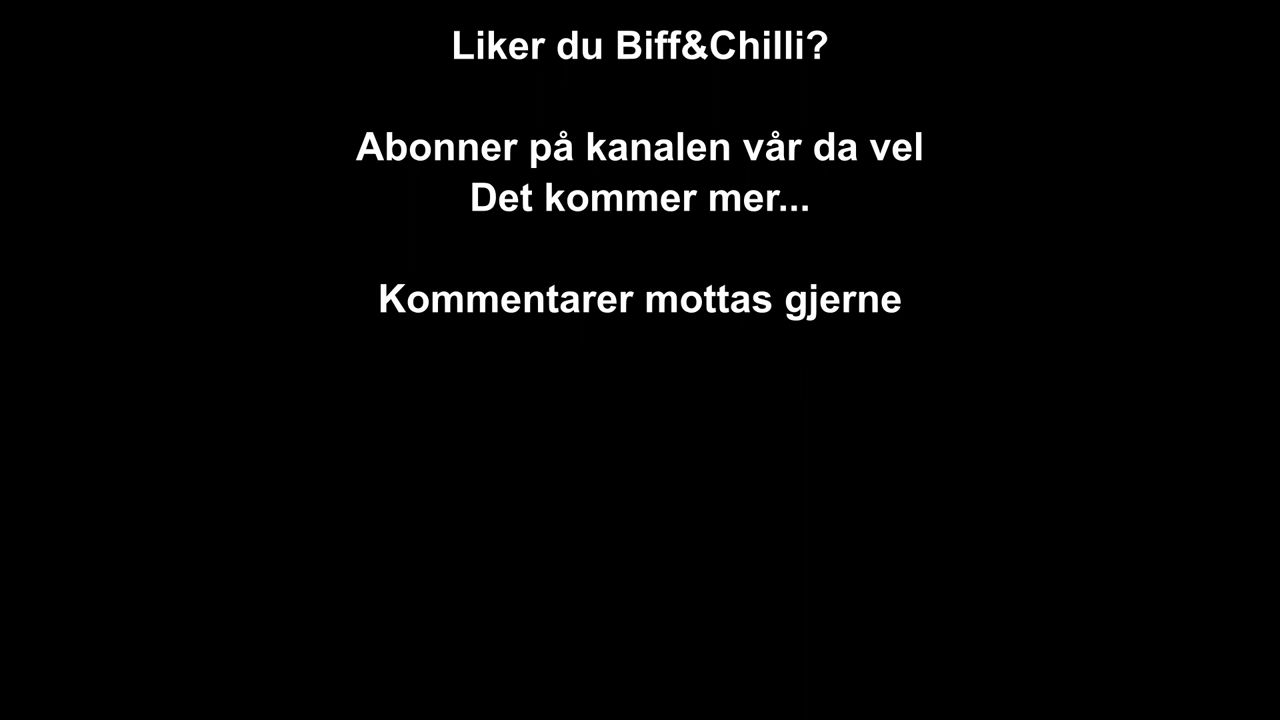 Liker du Biff&Chilli?
Abonner på kanalen vår da vel
Det kommer mer...
Kommentarer mottas gjerne